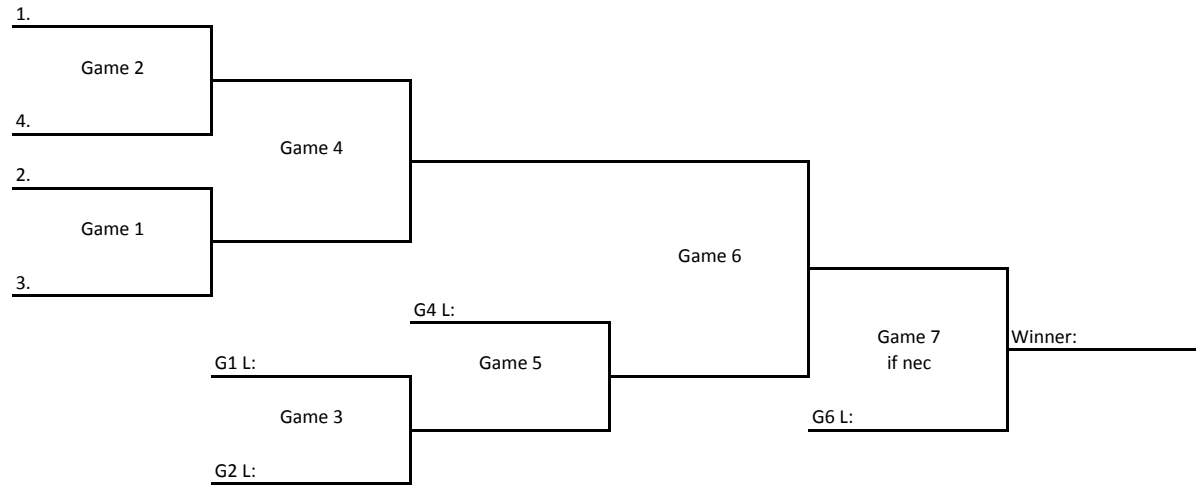 1.
Game 2
4.
Game 4
2.
Game 1
3.
Game 6
G4 L:
Game 7
if nec
Winner:
G1 L:
Game 5
Game 3
G6 L:
G2 L: